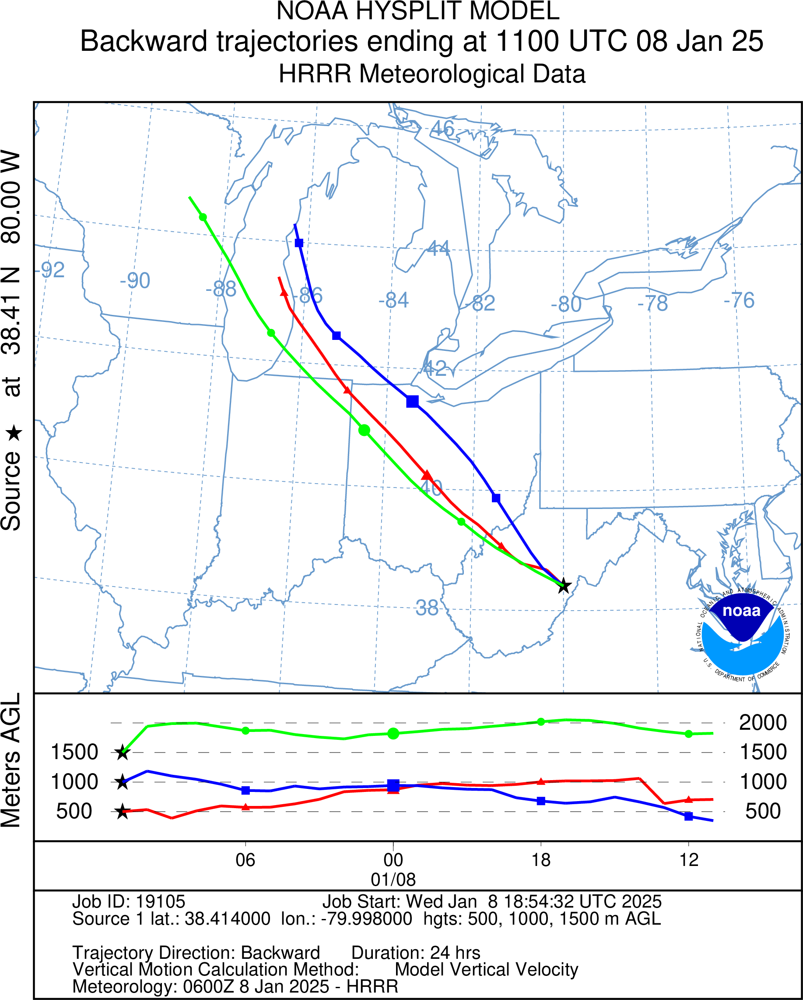 NOAA HYSPLIT MODEL
Backward trajectories ending at 1100 UTC 08 Jan 25
HRRR Meteorological Data
Source ★ at 38.41 N 80.00 W
46
44
-92
-90
-88
-86
-84
-82
-80
-78
-76
42
40
38
NATIONAL OCEANIC AND ATMOSPHERIC ADMINISTRATION
noaa
U.S. DEPARTMENT OF COMMERCE
Meters AGL
2000
1500
1500
1000
1000
500
500
06
00
18
12
01/08
Job ID: 19105 Job Start: Wed Jan 8 18:54:32 UTC 2025
Source 1 lat.: 38.414000 lon.: -79.998000 hgts: 500, 1000, 1500 m AGL
Trajectory Direction: Backward Duration: 24 hrs
Vertical Motion Calculation Method: Model Vertical Velocity
Meteorology: 0600Z 8 Jan 2025 - HRRR